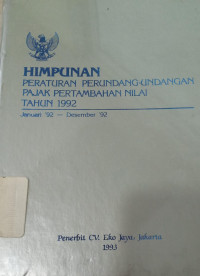 HIMPUNAN
PERATURAN PERUNDANG-UNDANGAN
PAJAK PERTAMBAHAN NILAI
TAHUN 1992
Januari '92 — Desember '92
Penerbit CV. Eko Jaya, Jakarta
1993